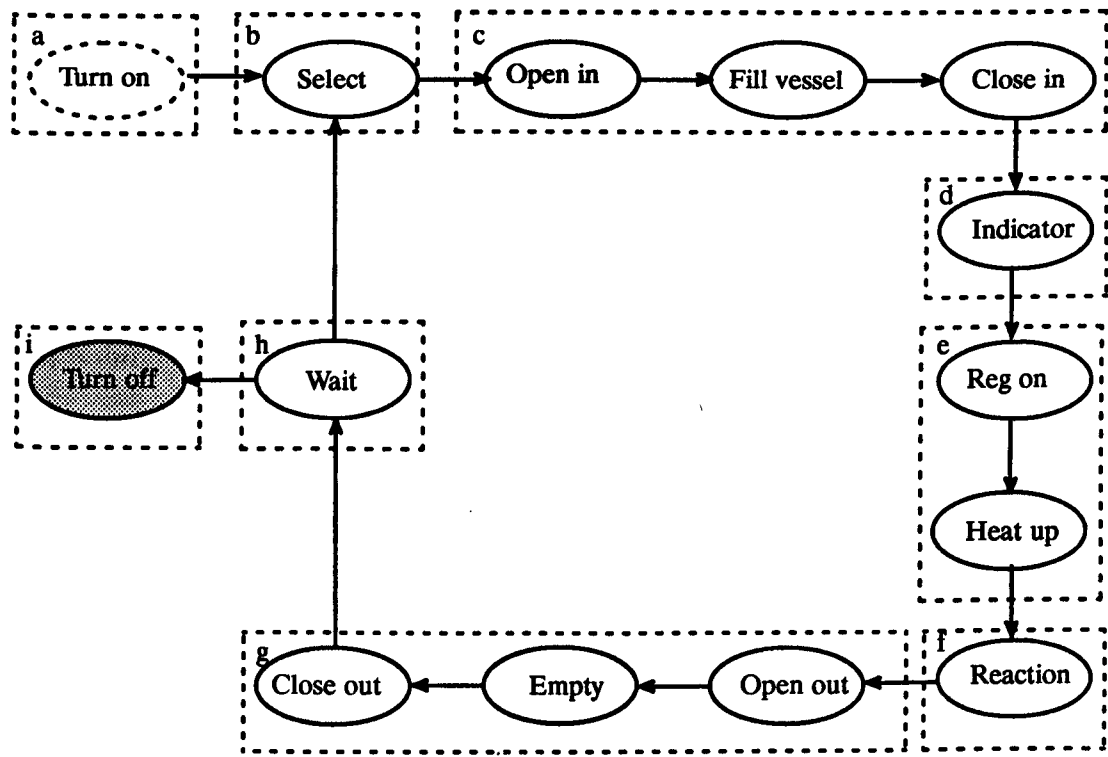 a
Turn on
b
Select
c
Open in
Fill vessel
Close in
d
Indicator
i
Turn off
h
Wait
e
Reg on
Heat up
g
Close out
Empty
Open out
f
Reaction